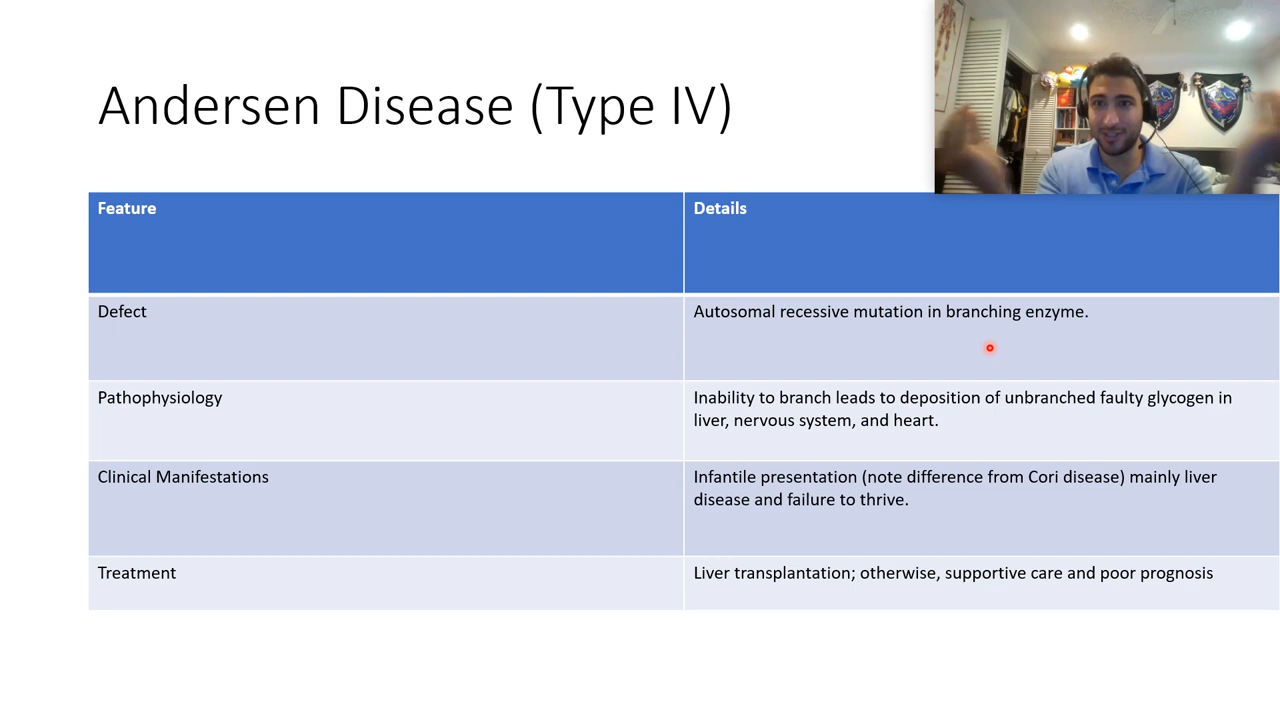 Andersen Disease (Type IV)
Feature
Details
Defect
Autosomal recessive mutation in branching enzyme.
Pathophysiology
Inability to branch leads to deposition of unbranched faulty glycogen in
liver, nervous system, and heart.
Clinical Manifestations
Infantile presentation (note difference from Cori disease) mainly liver
disease and failure to thrive.
Treatment
Liver transplantation; otherwise, supportive care and poor prognosis